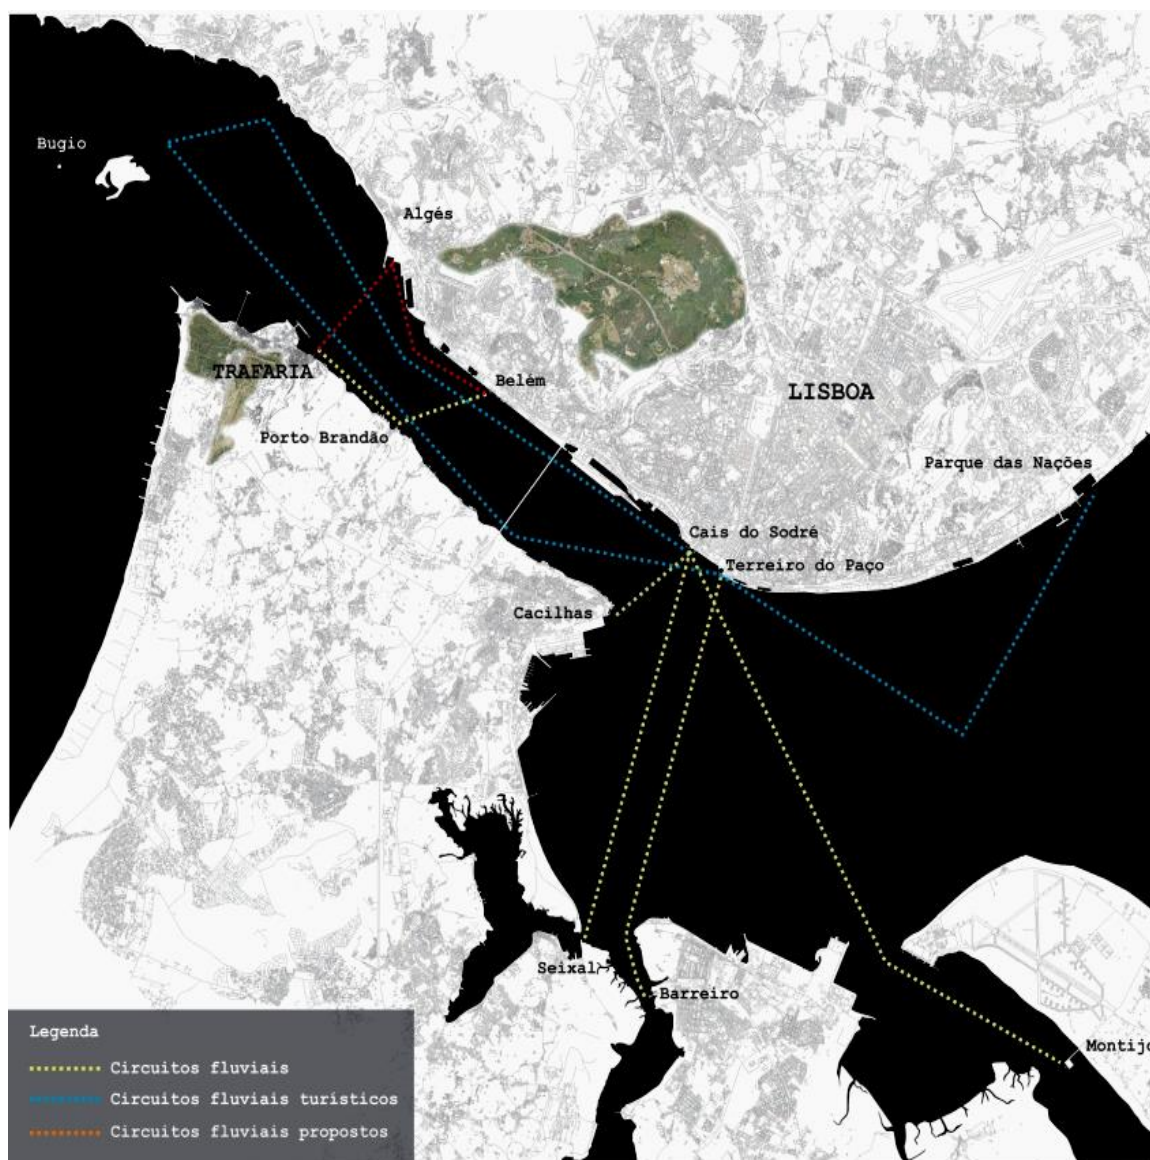 Bugio
Algés
TRAFARIA
Belém
LISBOA
Porto Brandão
Parque das Nações
Cais do Sodré
Terreiro do Paço
Cacilhas
Seixal
Barreiro
Montijo
Legenda
Circuitos fluviais
Circuitos fluviais turísticos
Circuitos fluviais propostos